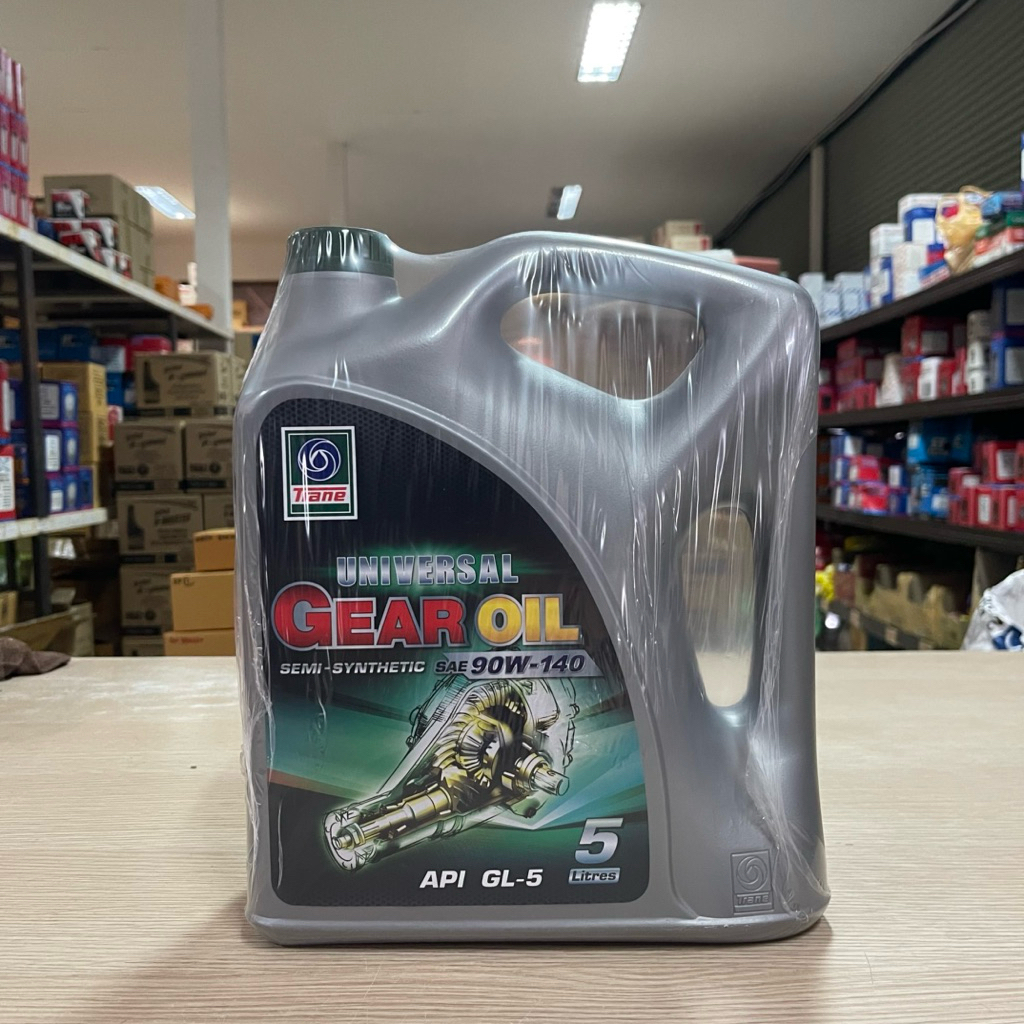 Trane
UNIVERSAL
GEAR OIL
SEMI-SYNTHETIC SAE 90W-140
5
Litres
API GL-5
Trane